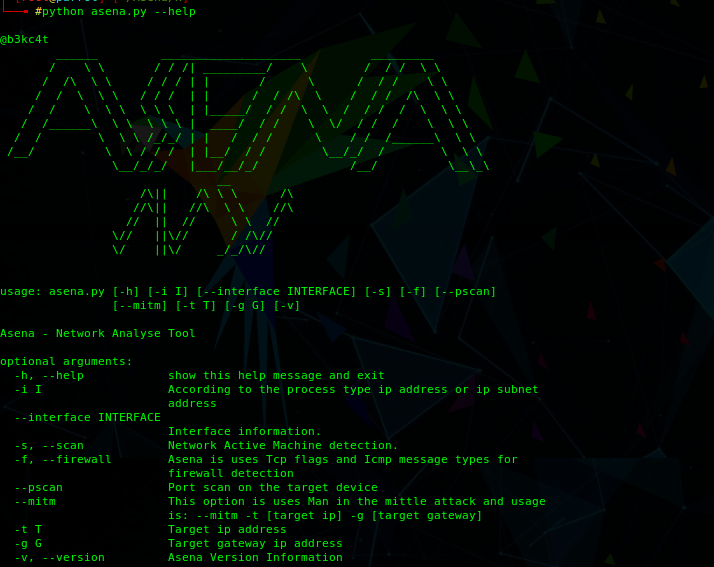 #python asena.py --help
@b3kc4t
usage: asena.py [-h] [-i I] [--interface INTERFACE] [-s] [-f] [--pscan]
[--mitm] [-t T] [-g G] [-v]
Asena - Network Analyse Tool
optional arguments:
-h, --help show this help message and exit
-i I According to the process type ip address or ip subnet
address
--interface INTERFACE
Interface information.
-s, --scan Network Active Machine detection.
-f, --firewall Asena is uses Tcp flags and Icmp message types for
firewall detection
--pscan Port scan on the target device
--mitm This option is uses Man in the mittle attack and usage
is: --mitm -t [target ip] -g [target gateway]
-t T Target ip address
-g G Target gateway ip address
-v, --version Asena Version Information